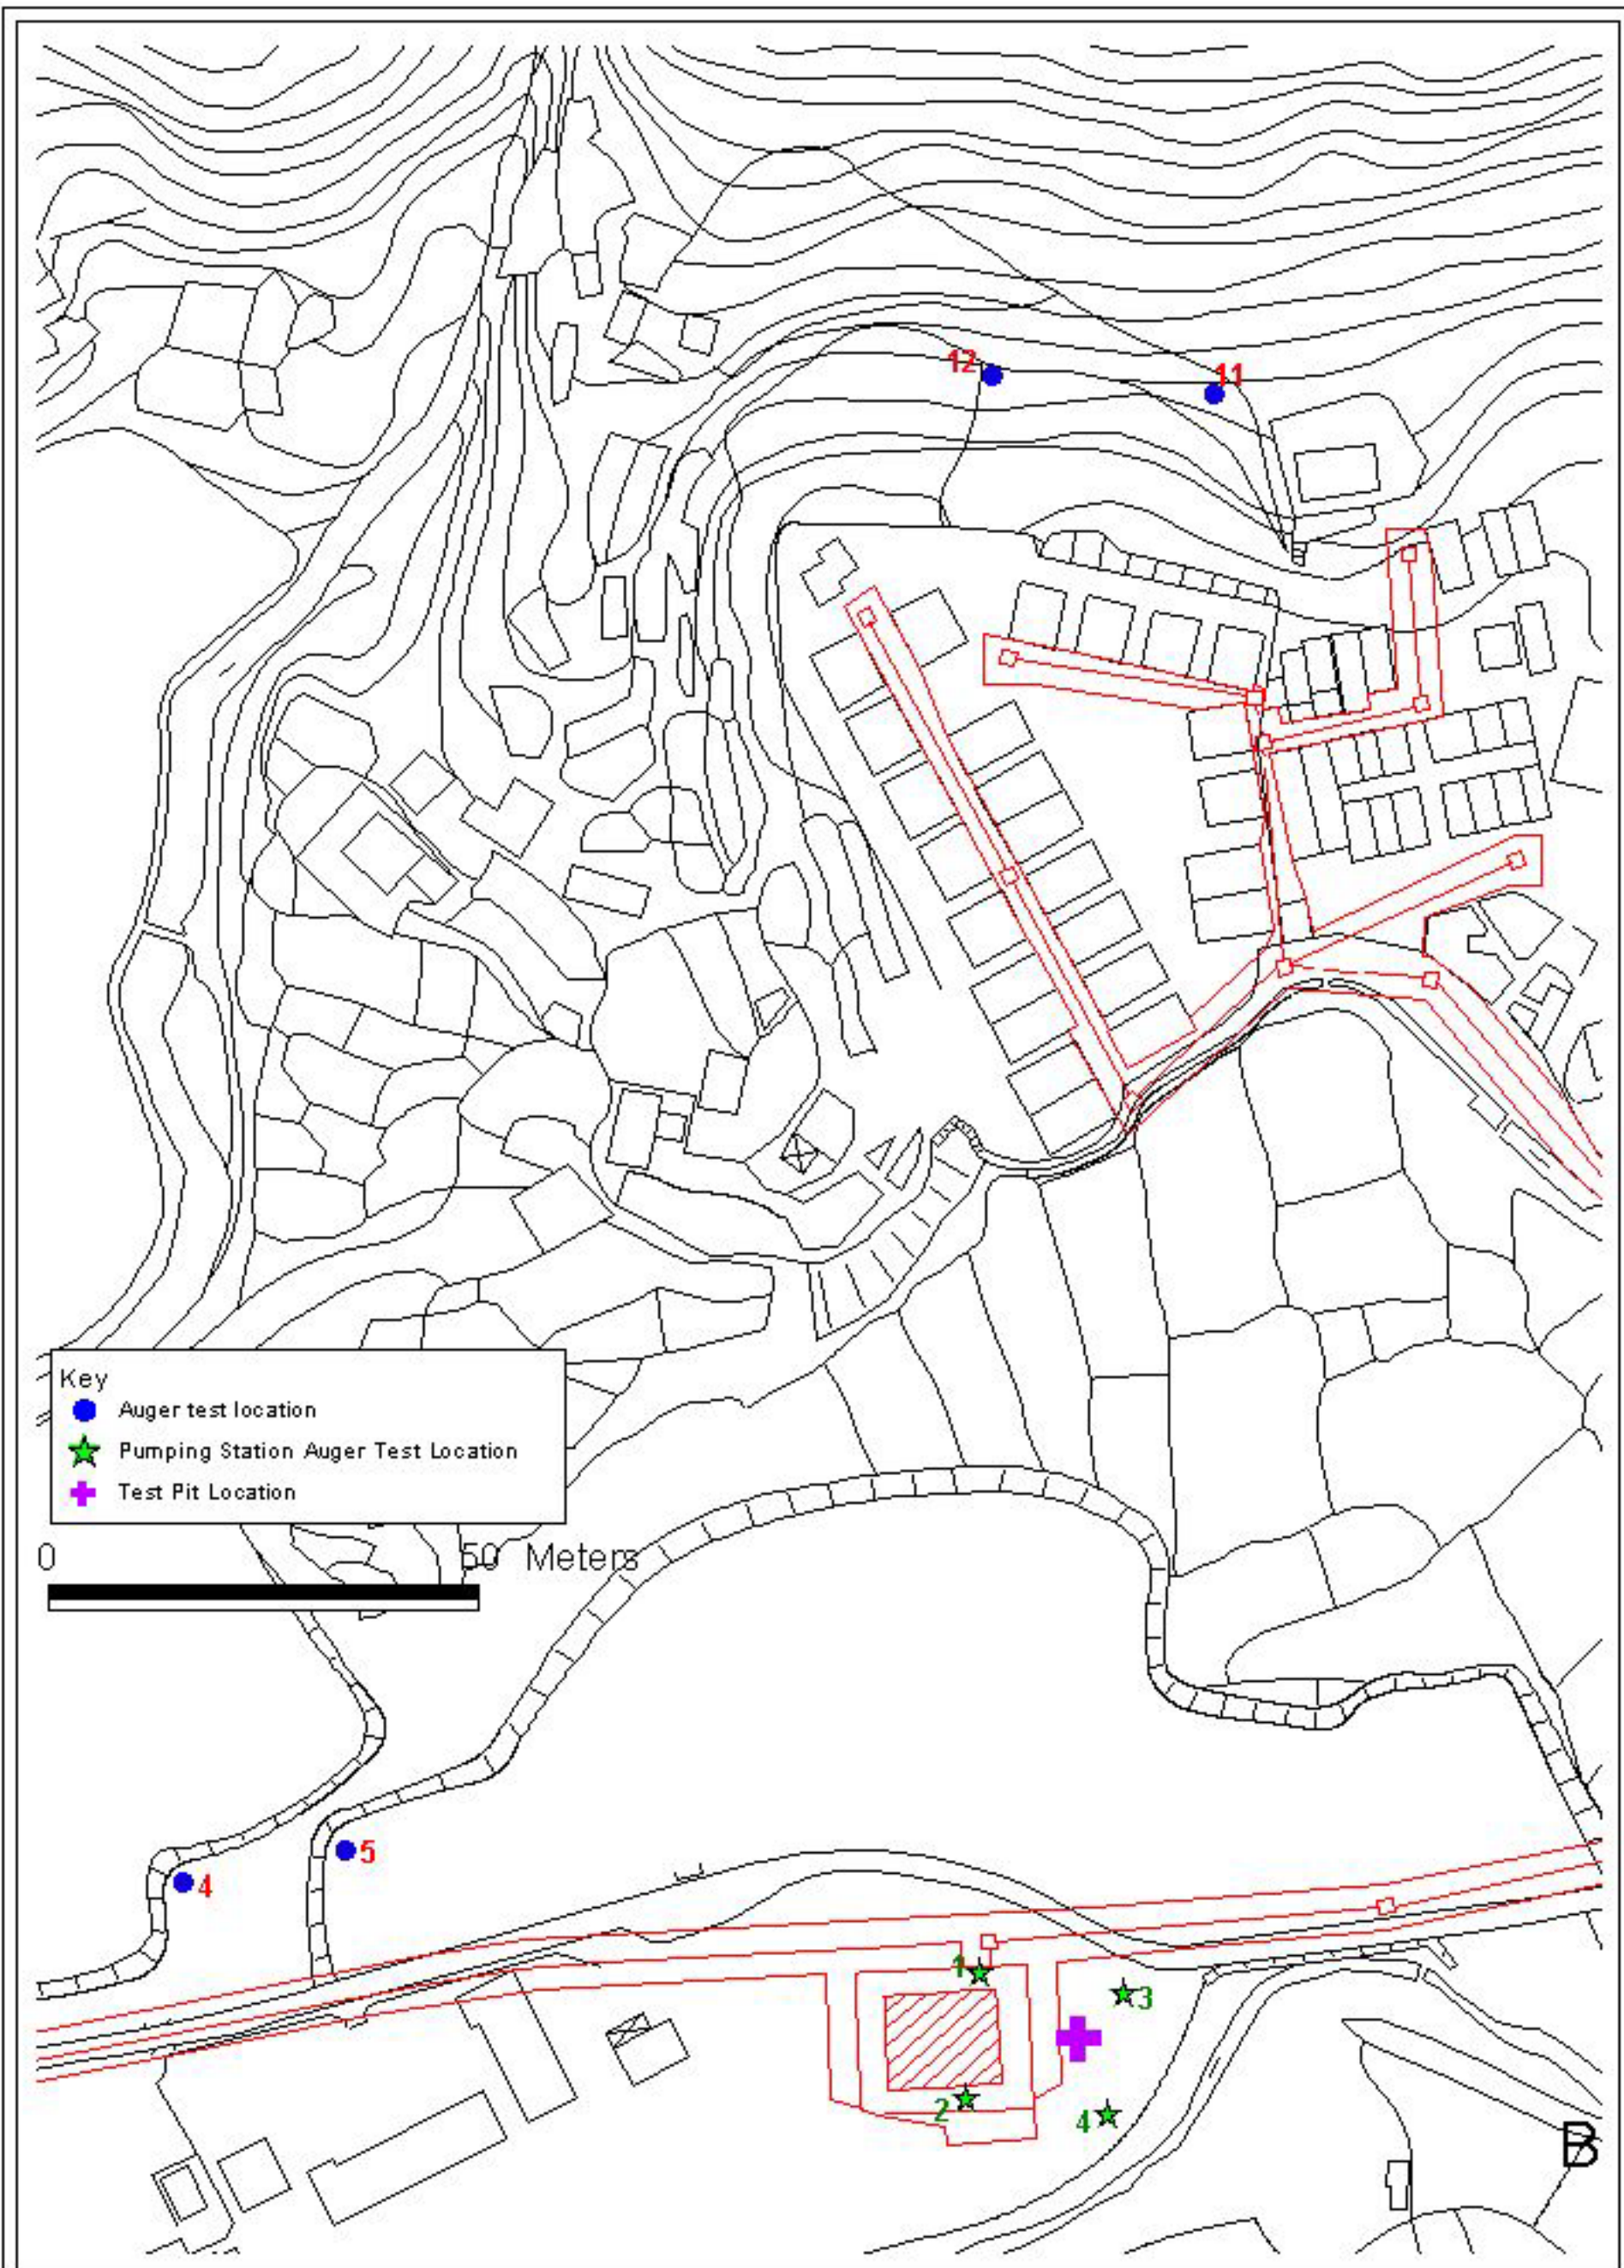 12
11
Key
Auger test location
Pumping Station Auger Test Location
Test Pit Location
0 50 Meters
5
4
1
3
2
4
B